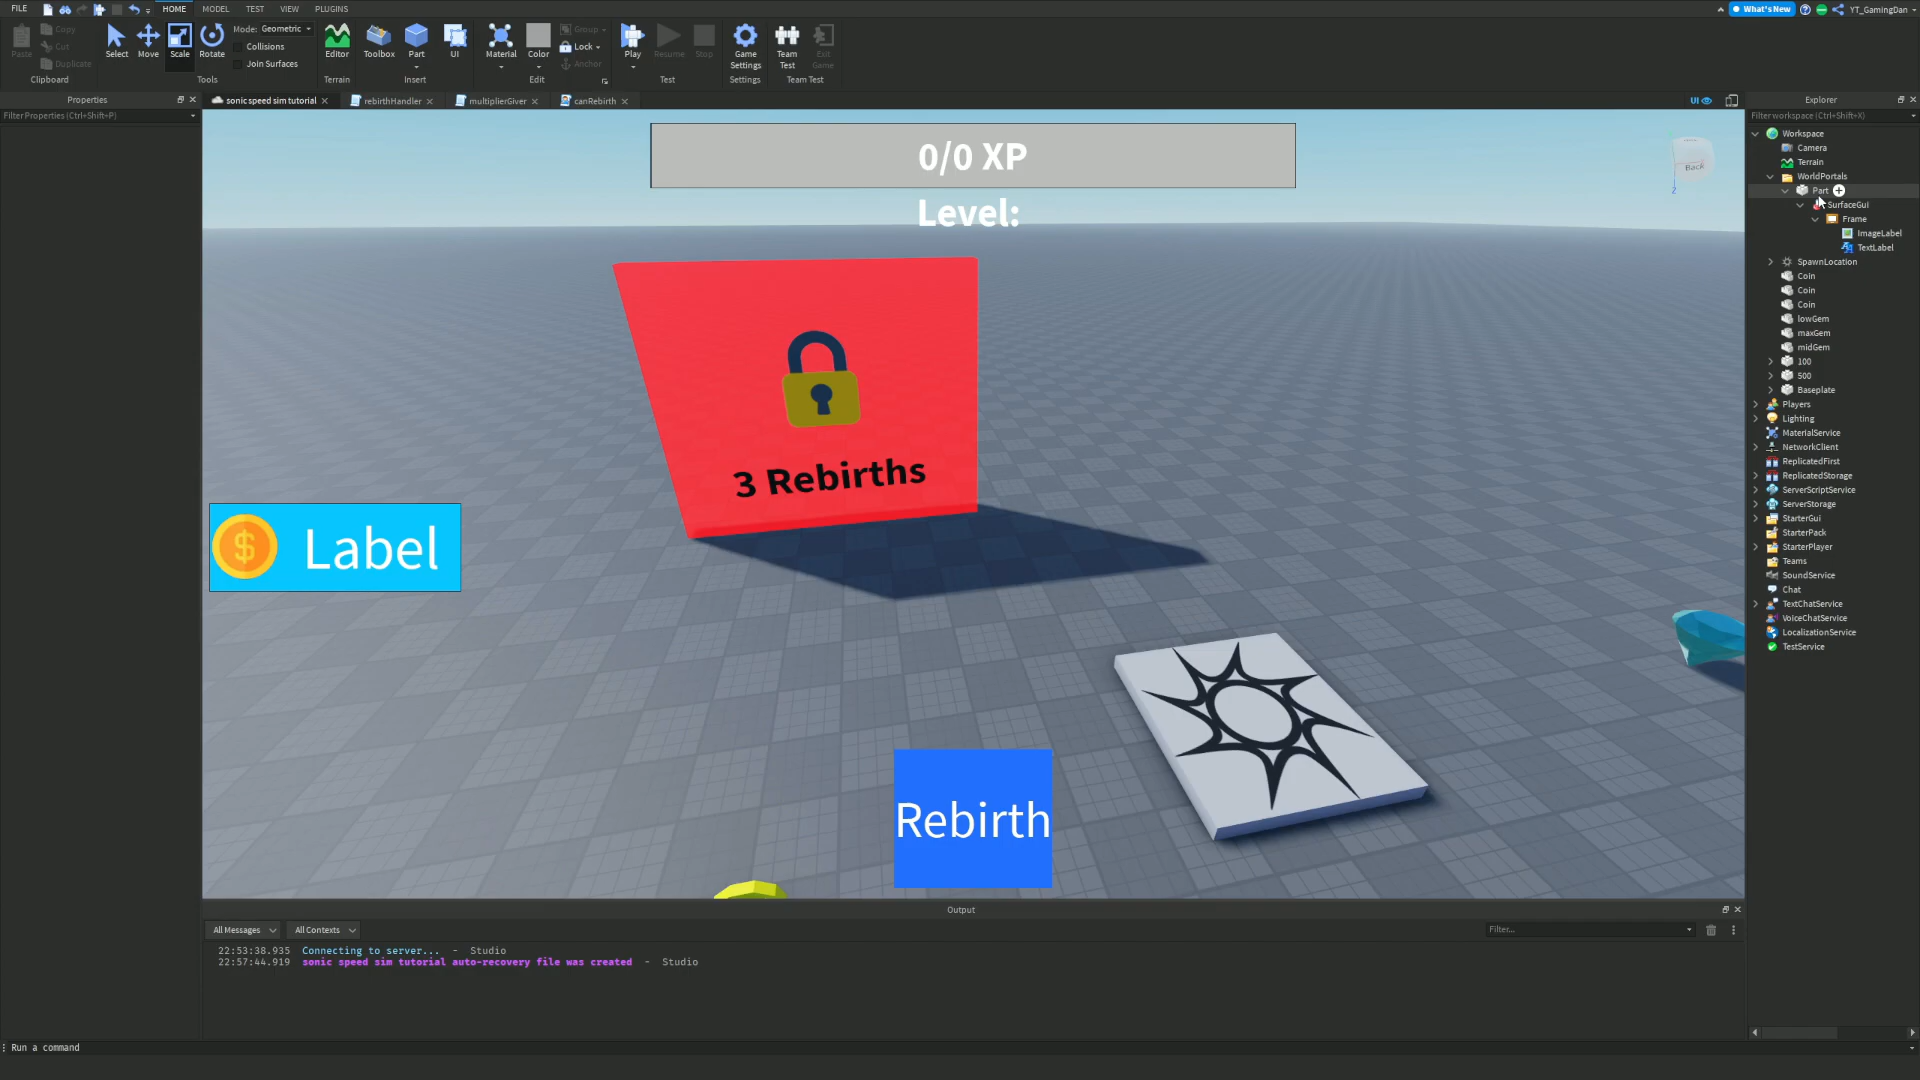 FILE
HOME
MODEL
TEST
VIEW
PLUGINS
What's New
YT_GamingDan
Paste
Copy
Cut
Duplicate
Clipboard
Select
Move
Scale
Rotate
Mode: Geometric
Collisions
Join Surfaces
Tools
Editor
Terrain
Toolbox
Part
UI
Insert
Material
Color
Group
Lock
Anchor
Edit
Play
Resume
Stop
Test
Game Settings
Settings
Team Test
Exit Game
Team Test
Properties
Filter Properties (Ctrl+Shift+P)
sonic speed sim tutorial
rebirthHandler
multiplierGiver
canRebirth
UI
0/0 XP
Level:
Back
Z
3 Rebirths
$ Label
Rebirth
Explorer
Filter workspace (Ctrl+Shift+X)
Workspace
Camera
Terrain
WorldPortals
Part
SurfaceGui
Frame
ImageLabel
TextLabel
SpawnLocation
Coin
Coin
Coin
lowGem
maxGem
midGem
100
500
Baseplate
Players
Lighting
MaterialService
NetworkClient
ReplicatedFirst
ReplicatedStorage
ServerScriptService
ServerStorage
StarterGui
StarterPack
StarterPlayer
Teams
SoundService
Chat
TextChatService
VoiceChatService
LocalizationService
TestService
Output
All Messages
All Contexts
Filter...
22:53:38.935 Connecting to server... - Studio
22:57:44.919 sonic speed sim tutorial auto-recovery file was created - Studio
Run a command